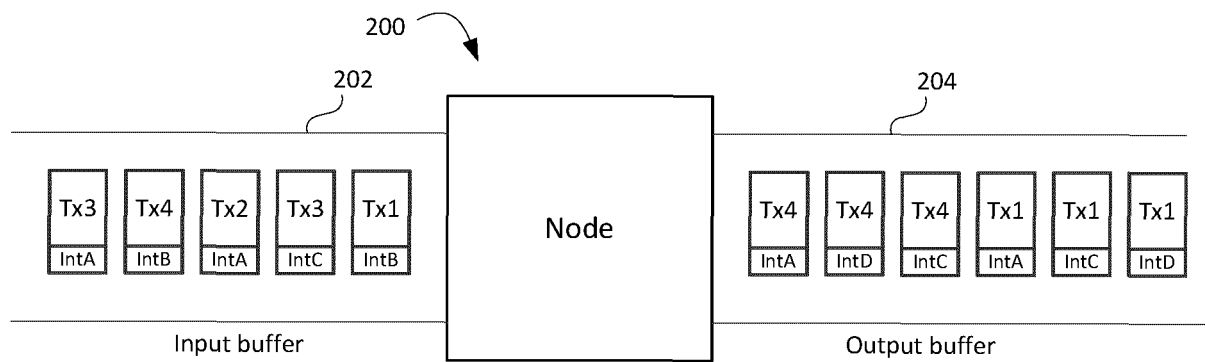 200
202
204
Tx3 Tx4 Tx2 Tx3 Tx1
IntA IntB IntA IntC IntB
Node
Tx4 Tx4 Tx4 Tx1 Tx1 Tx1
IntA IntD IntC IntA IntC IntD
Input buffer
Output buffer